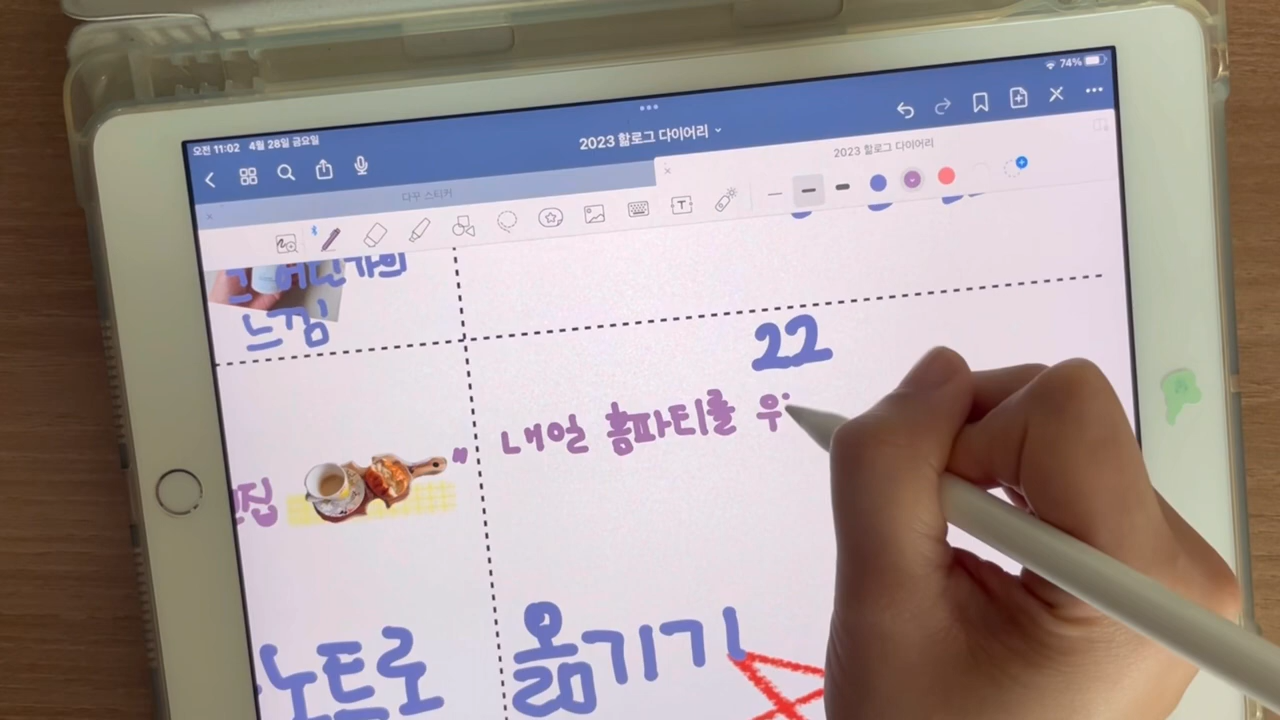 오전 11:02 4월 28일 금요일
74%
2023 할로그 다이어리
다꾸 스티커
2023 할로그 다이어리
T
느낌
22
내일 홈파티를
노트로 옮기기